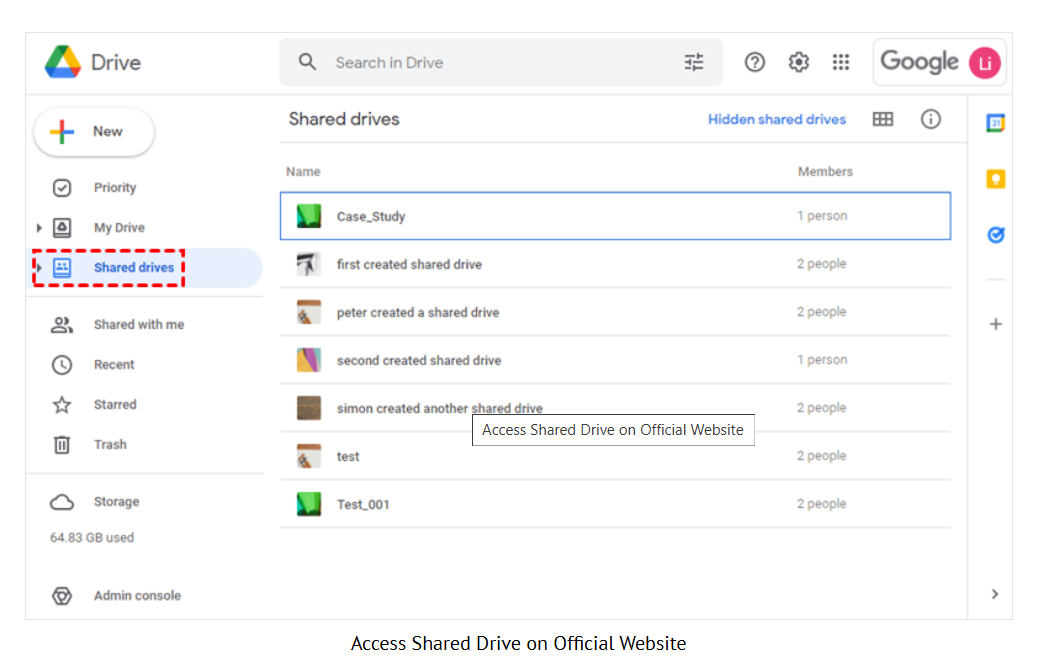 Drive
Search in Drive
Google
Li
New
Priority
My Drive
Shared drives
Shared with me
Recent
Starred
Trash
Storage
64.83 GB used
Admin console
Shared drives
Hidden shared drives
31
Name Members
Case_Study 1 person
first created shared drive 2 people
peter created a shared drive 2 people
second created shared drive 1 person
simon created another shared drive 2 people
Access Shared Drive on Official Website
test 2 people
Test_001 2 people
Access Shared Drive on Official Website